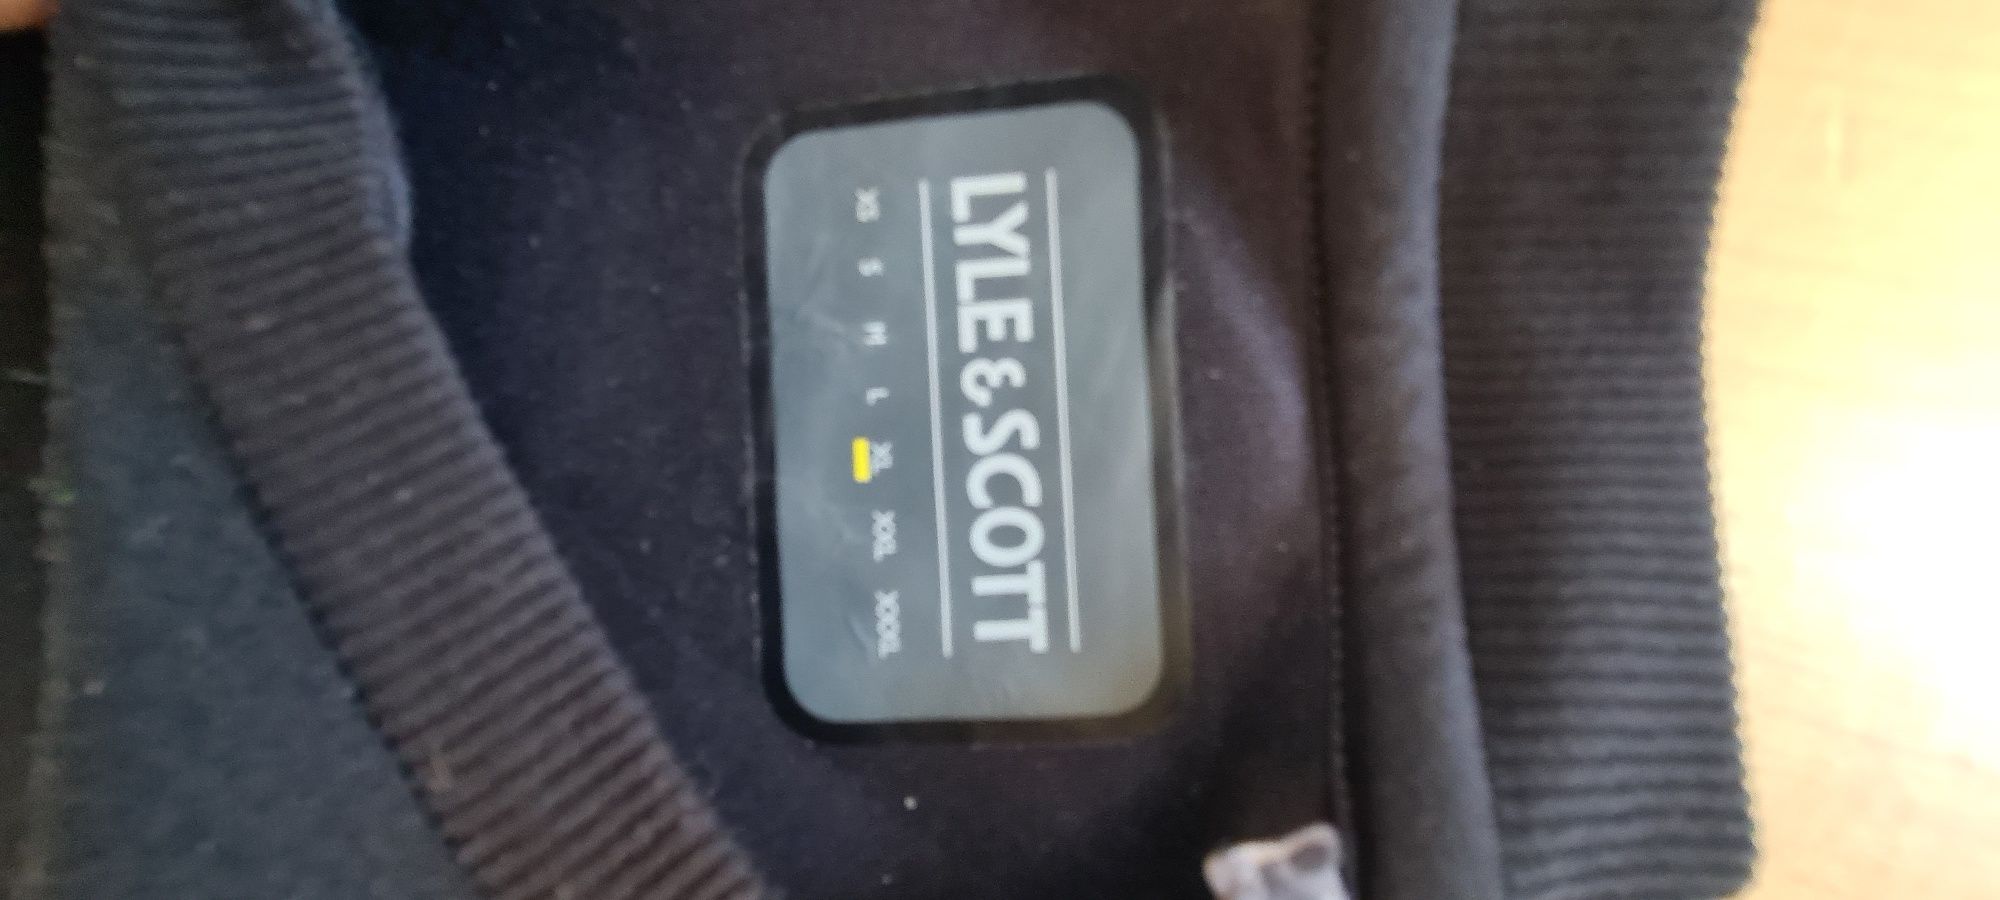 LYLE & SCOTT
XS S M L XL XXL XXXL